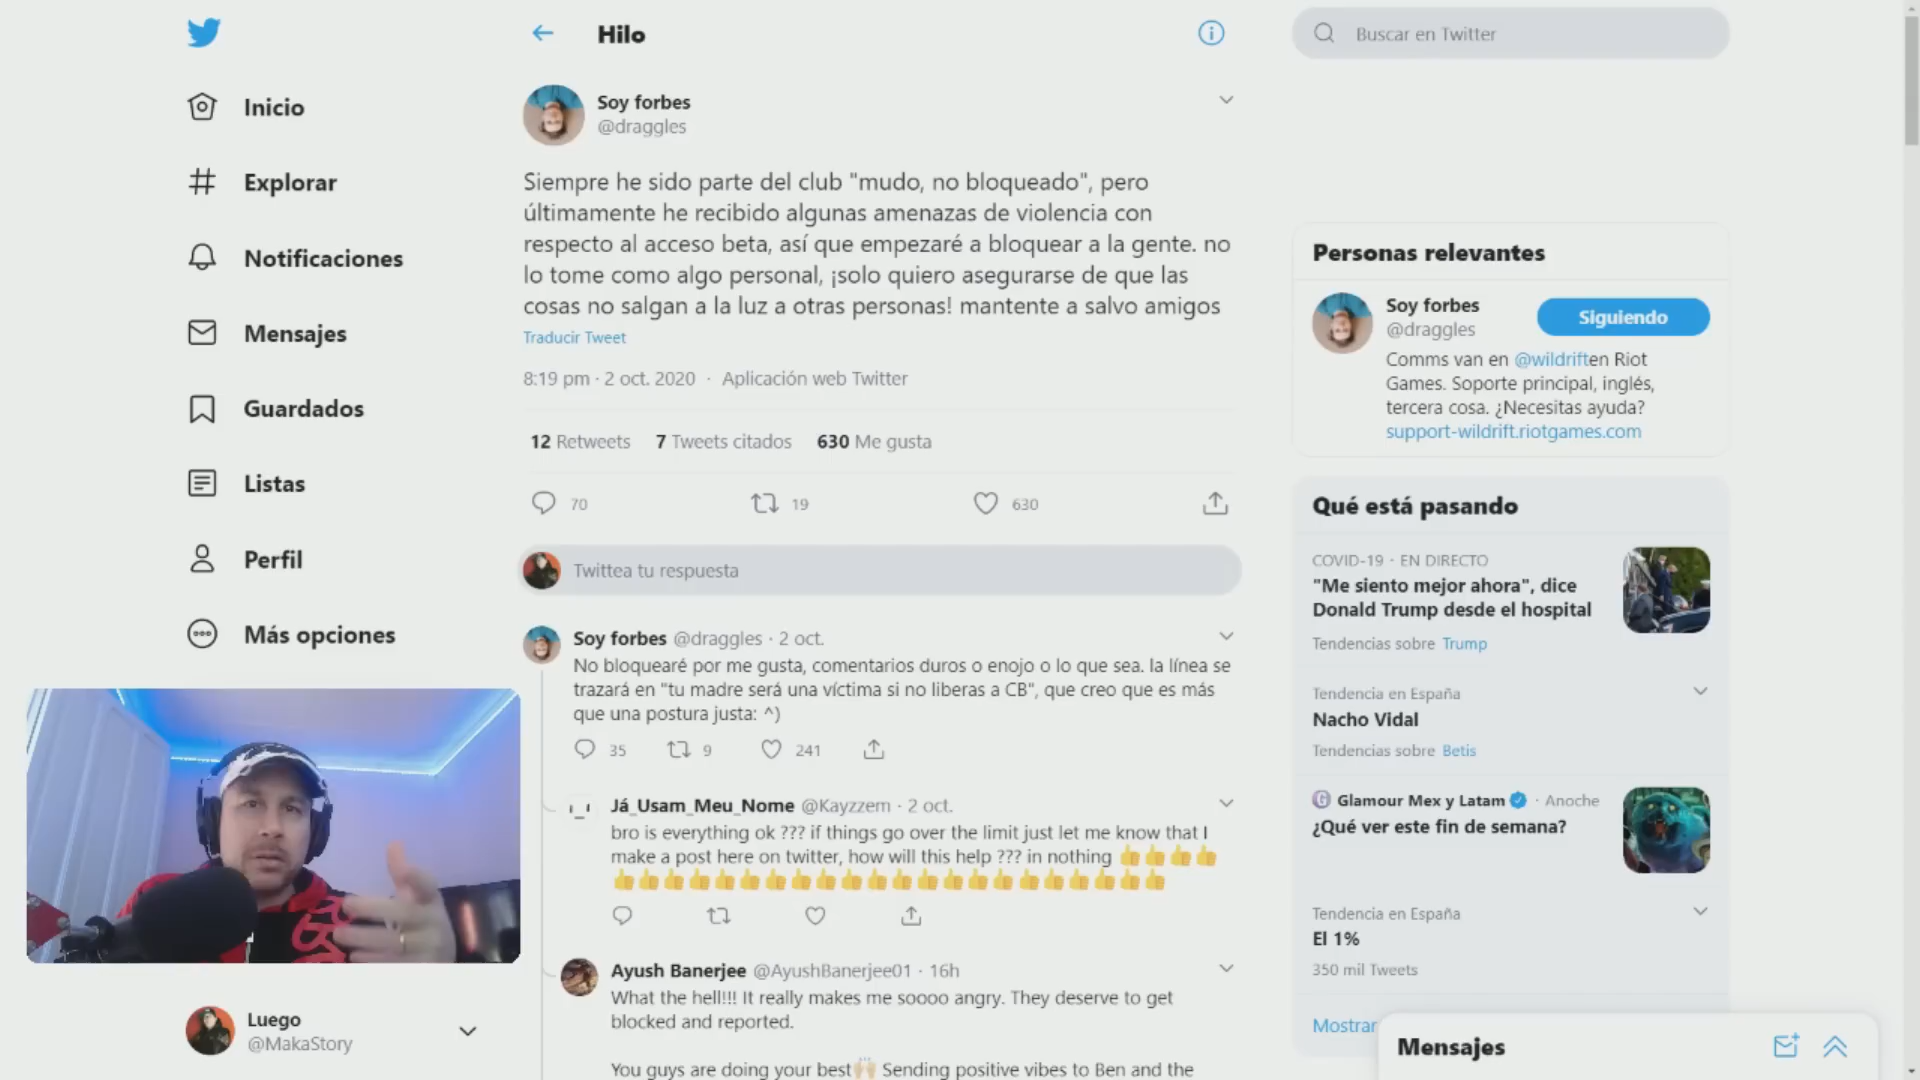 Inicio
Explorar
Notificaciones
Mensajes
Guardados
Listas
Perfil
Más opciones
Luego
@MakaStory
Hilo
Soy forbes
@draggles
Siempre he sido parte del club "mudo, no bloqueado", pero
últimamente he recibido algunas amenazas de violencia con
respecto al acceso beta, así que empezaré a bloquear a la gente. no
lo tome como algo personal, ¡solo quiero asegurarse de que las
cosas no salgan a la luz a otras personas! mantente a salvo amigos
Traducir Tweet
8:19 pm · 2 oct. 2020 · Aplicación web Twitter
12 Retweets 7 Tweets citados 630 Me gusta
70 19 630
Twittea tu respuesta
Soy forbes @draggles · 2 oct.
No bloquearé por me gusta, comentarios duros o enojo o lo que sea. la línea se
trazará en "tu madre será una víctima si no liberas a CB", que creo que es más
que una postura justa: ^)
35 9 241
Já_Usam_Meu_Nome @Kayzzem · 2 oct.
bro is everything ok ??? if things go over the limit just let me know that I
make a post here on twitter, how will this help ??? in nothing 👍👍👍👍
👍👍👍👍👍👍👍👍👍👍👍👍👍👍👍👍👍👍👍👍👍👍
Ayush Banerjee @AyushBanerjee01 · 16h
What the hell!!! It really makes me soooo angry. They deserve to get
blocked and reported.
You guys are doing your best🙌🏻 Sending positive vibes to Ben and the
Buscar en Twitter
Personas relevantes
Soy forbes
@draggles
Siguiendo
Comms van en @wildriften Riot
Games. Soporte principal, inglés,
tercera cosa. ¿Necesitas ayuda?
support-wildrift.riotgames.com
Qué está pasando
COVID-19 · EN DIRECTO
"Me siento mejor ahora", dice
Donald Trump desde el hospital
Tendencias sobre Trump
Tendencia en España
Nacho Vidal
Tendencias sobre Betis
Glamour Mex y Latam · Anoche
¿Qué ver este fin de semana?
Tendencia en España
El 1%
350 mil Tweets
Mostrar
Mensajes